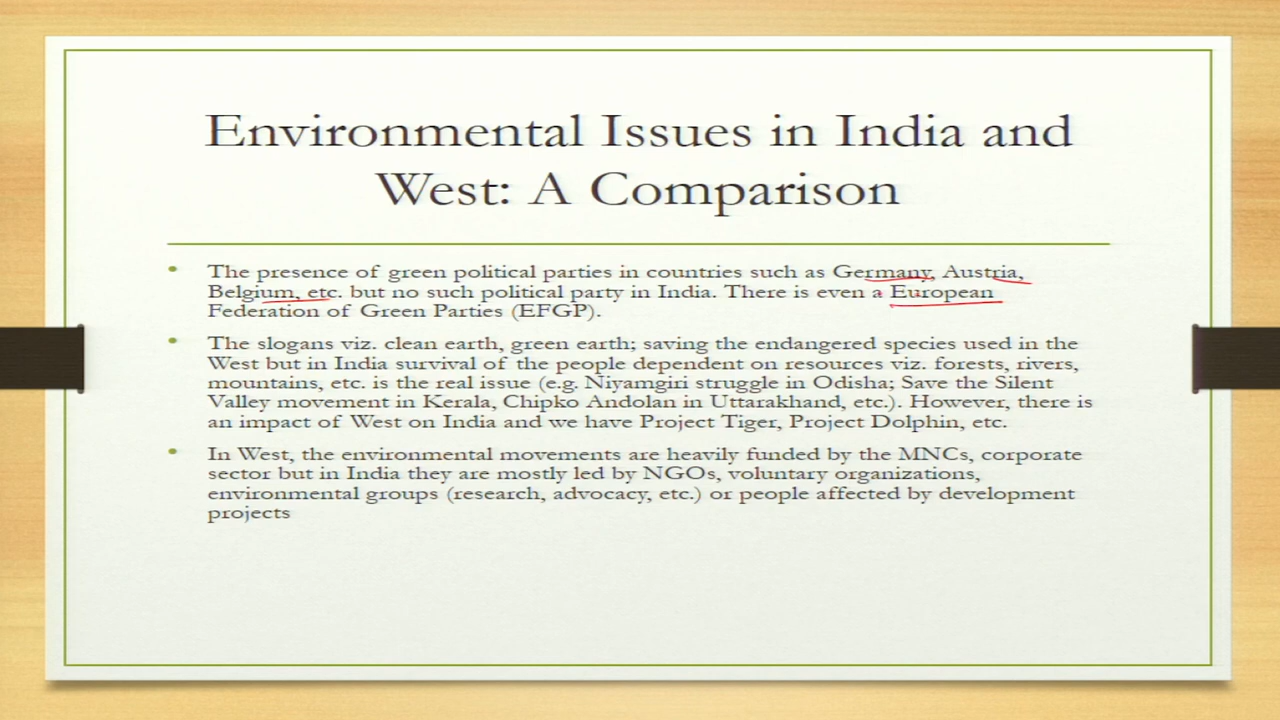 Environmental Issues in India and
West: A Comparison
• The presence of green political parties in countries such as Germany, Austria,
Belgium, etc. but no such political party in India. There is even a European
Federation of Green Parties (EFGP).
• The slogans viz. clean earth, green earth; saving the endangered species used in the
West but in India survival of the people dependent on resources viz. forests, rivers,
mountains, etc. is the real issue (e.g. Niyamgiri struggle in Odisha; Save the Silent
Valley movement in Kerala, Chipko Andolan in Uttarakhand, etc.). However, there is
an impact of West on India and we have Project Tiger, Project Dolphin, etc.
• In West, the environmental movements are heavily funded by the MNCs, corporate
sector but in India they are mostly led by NGOs, voluntary organizations,
environmental groups (research, advocacy, etc.) or people affected by development
projects